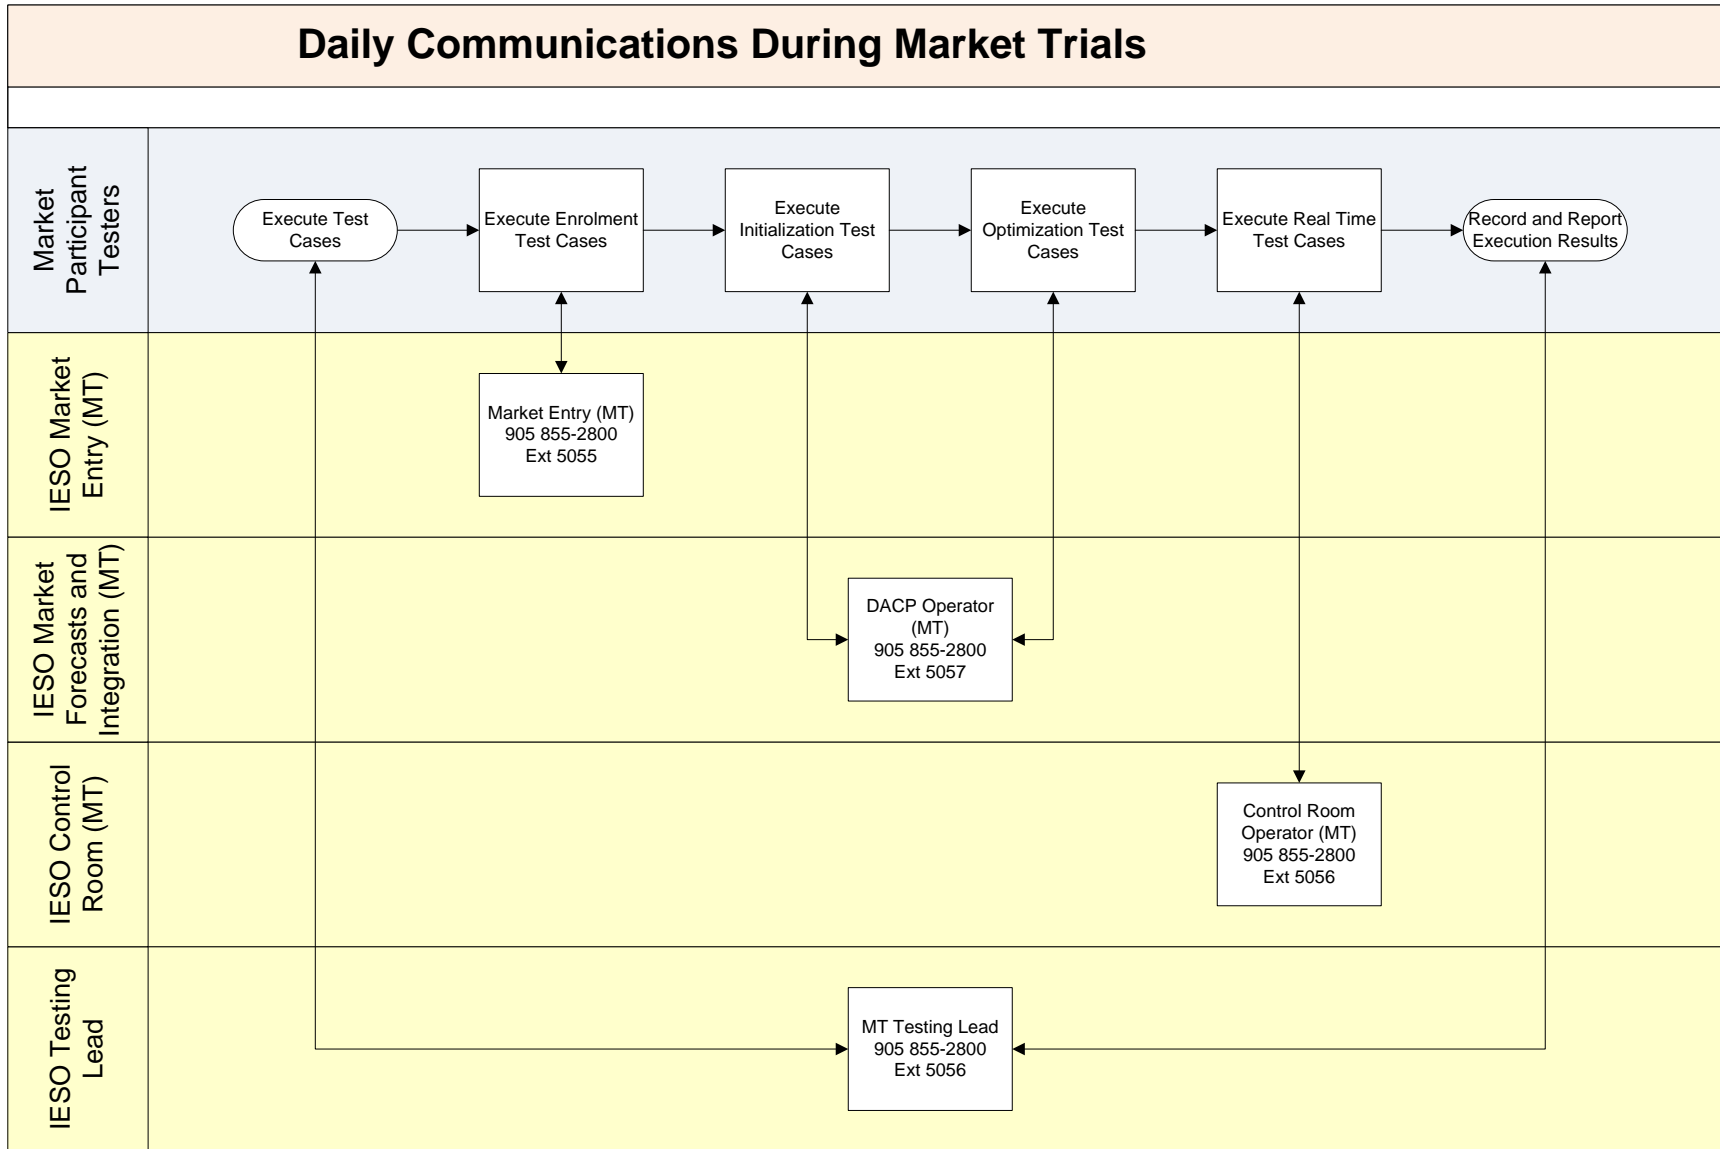 Daily Communications During Market Trials
Market
Participant
Testers
Execute Test
Cases
Execute Enrolment
Test Cases
Execute
Initialization Test
Cases
Execute
Optimization Test
Cases
Execute Real Time
Test Cases
Record and Report
Execution Results
IESO Market
Entry (MT)
Market Entry (MT)
905 855-2800
Ext 5055
IESO Market
Forecasts and
Integration (MT)
DACP Operator
(MT)
905 855-2800
Ext 5057
IESO Control
Room (MT)
Control Room
Operator (MT)
905 855-2800
Ext 5056
IESO Testing
Lead
MT Testing Lead
905 855-2800
Ext 5056